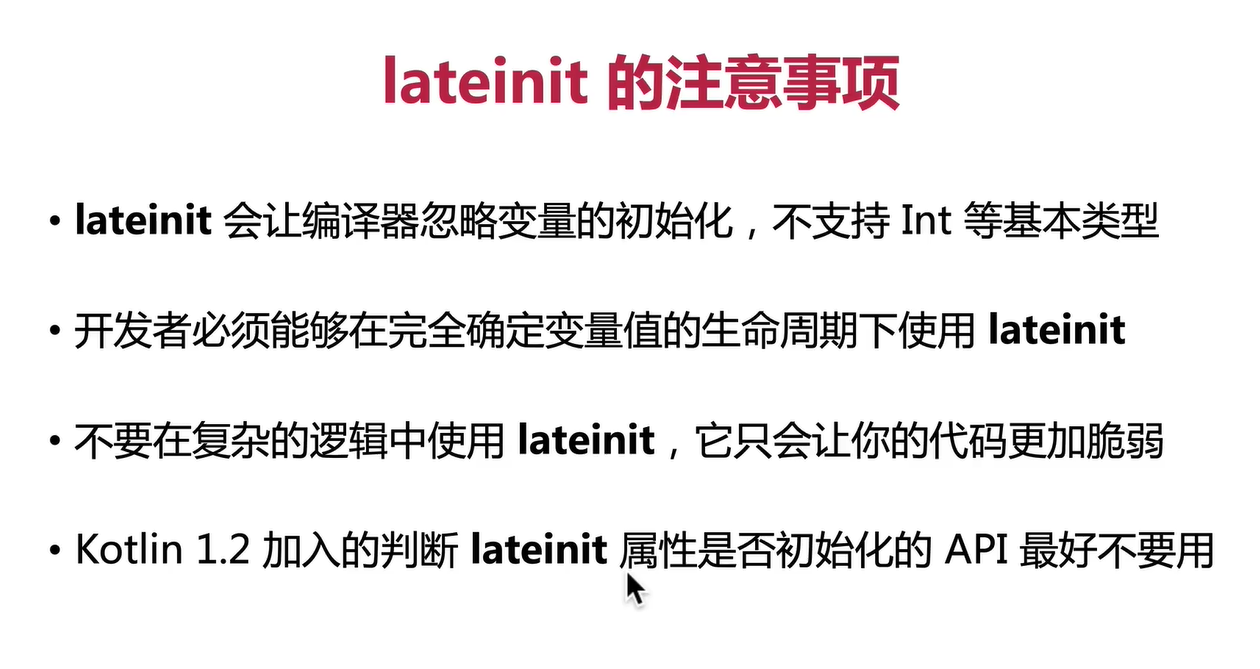 lateinit 的注意事项
• lateinit 会让编译器忽略变量的初始化，不支持 Int 等基本类型
• 开发者必须能够在完全确定变量值的生命周期下使用 lateinit
• 不要在复杂的逻辑中使用 lateinit，它只会让你的代码更加脆弱
• Kotlin 1.2 加入的判断 lateinit 属性是否初始化的 API 最好不要用